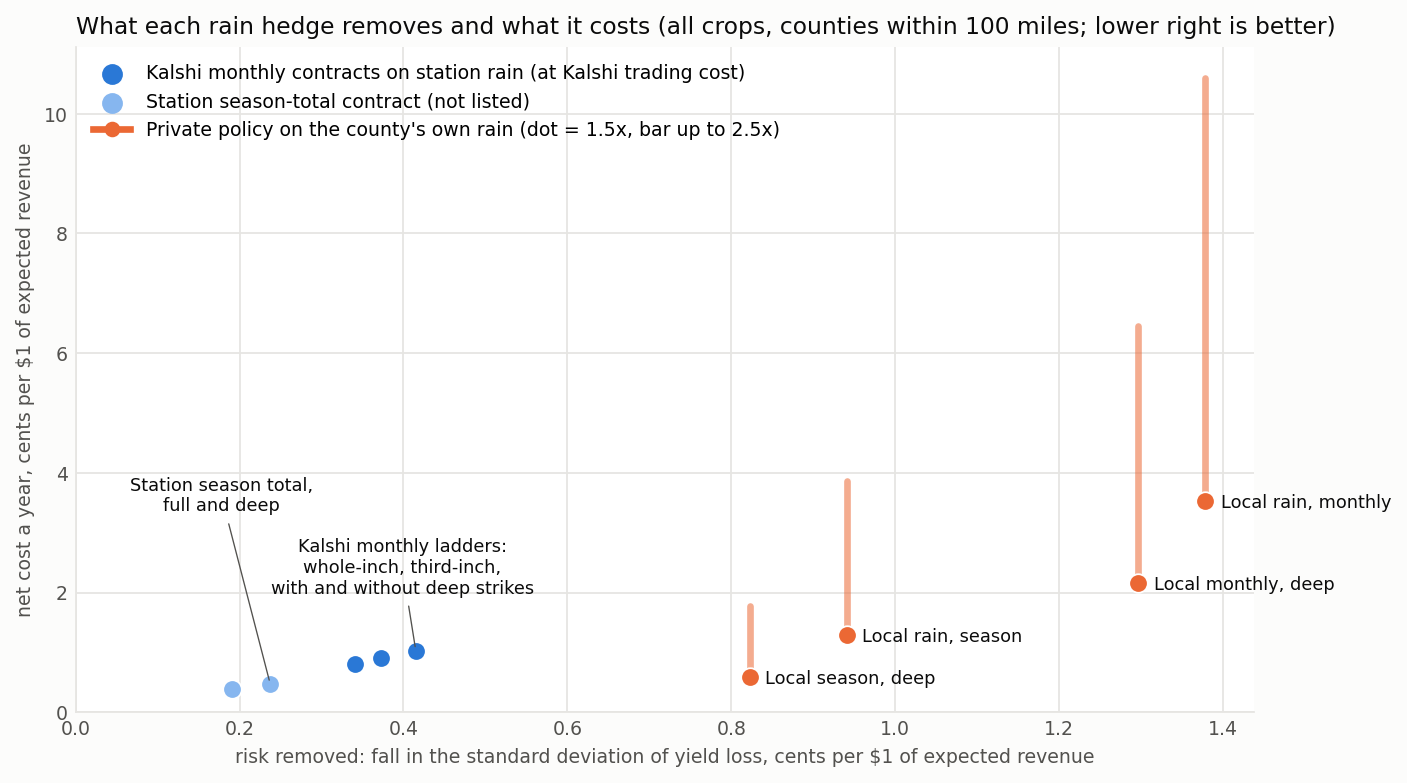 What each rain hedge removes and what it costs (all crops, counties within 100 miles; lower right is better)
Kalshi monthly contracts on station rain (at Kalshi trading cost)
Station season-total contract (not listed)
Private policy on the county's own rain (dot = 1.5x, bar up to 2.5x)
net cost a year, cents per $1 of expected revenue
10
8
6
4
2
0
Station season total,
full and deep
Kalshi monthly ladders:
whole-inch, third-inch,
with and without deep strikes
Local rain, monthly
Local monthly, deep
Local rain, season
Local season, deep
0.0
0.2
0.4
0.6
0.8
1.0
1.2
1.4
risk removed: fall in the standard deviation of yield loss, cents per $1 of expected revenue